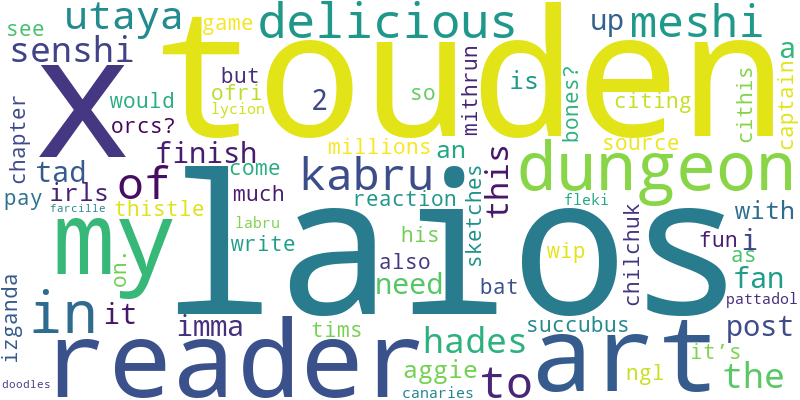 utaya
game
delicious
up
meshi
see
senshi
x
touden
a
but
is
ofri
2
so
mithrun
bones?
citing
cithis
captain
would
lycion
chapter
orcs?
millions
an
source
finish
this
tad
of
come
kabru
dungeon
pay
irls
much
reaction
sketches
fleki
farcille
thistle
labru
with
my
laios
his
wip
chilchuk
fun
i
on.
write
also
as
izganda
in
it
need
bat
fan
pattadol
imma
tims
succubus
post
reader
hades
art
it’s
aggie
to
ngl
the
doodles
canaries